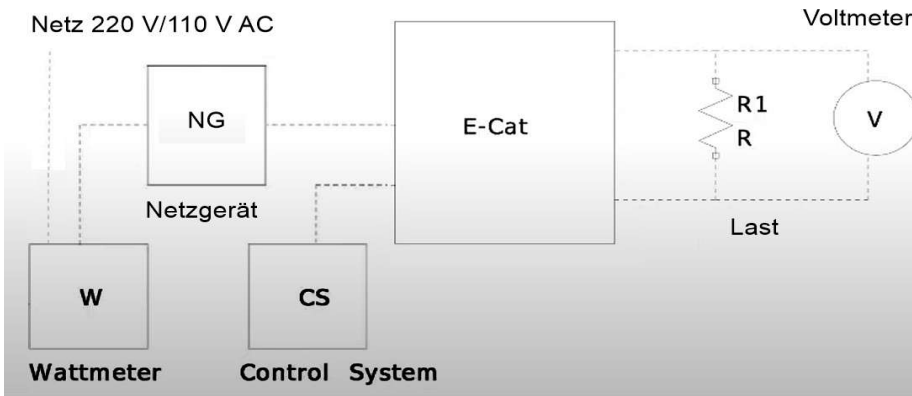 Netz 220 V/110 V AC
Voltmeter
NG
E-Cat
R1
R
V
Netzgerät
Last
W
CS
Wattmeter
Control System